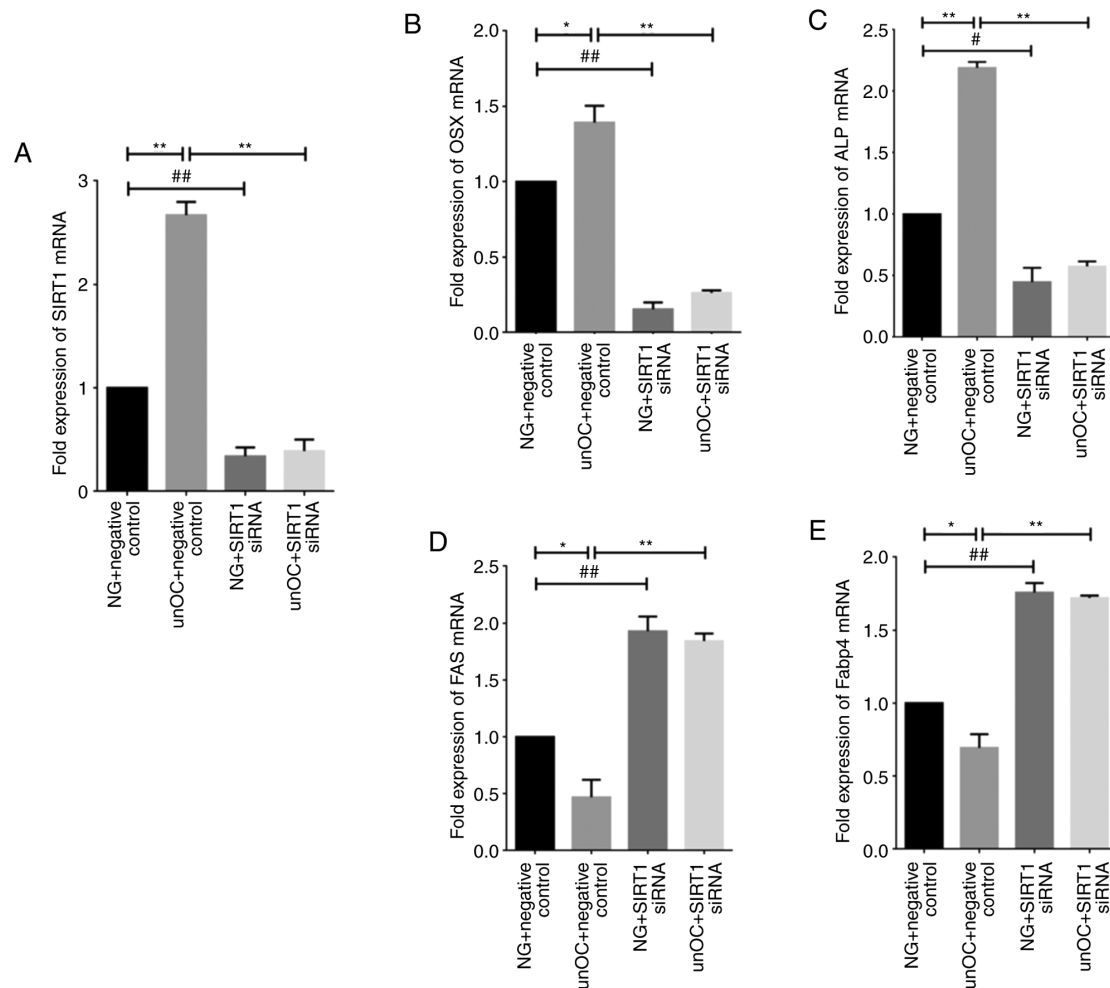 A
**
**
##
Fold expression of SIRT1 mRNA
3
2
1
0
NG+negative
control
unOC+negative
control
NG+SIRT1
siRNA
unOC+SIRT1
siRNA
B
*
**
##
Fold expression of OSX mRNA
2.0
1.5
1.0
0.5
0.0
NG+negative
control
unOC+negative
control
NG+SIRT1
siRNA
unOC+SIRT1
siRNA
C
**
**
#
Fold expression of ALP mRNA
2.5
2.0
1.5
1.0
0.5
0.0
NG+negative
control
unOC+negative
control
NG+SIRT1
siRNA
unOC+SIRT1
siRNA
D
*
**
##
Fold expression of FAS mRNA
2.5
2.0
1.5
1.0
0.5
0.0
NG+negative
control
unOC+negative
control
NG+SIRT1
siRNA
unOC+SIRT1
siRNA
E
*
**
##
Fold expression of Fabp4 mRNA
2.0
1.5
1.0
0.5
0.0
NG+negative
control
unOC+negative
control
NG+SIRT1
siRNA
unOC+SIRT1
siRNA